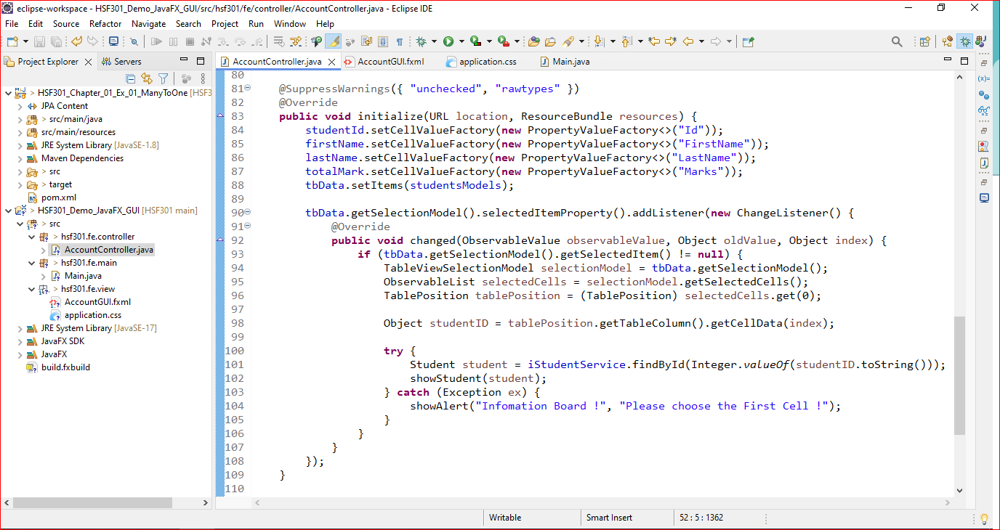 eclipse-workspace - HSF301_Demo_JavaFX_GUI/src/hsf301/fe/controller/AccountController.java - Eclipse IDE
File Edit Source Refactor Navigate Search Project Run Window Help
Project Explorer Servers
HSF301_Chapter_01_Ex_01_ManyToOne [HSF3
JPA Content
src/main/java
src/main/resources
JRE System Library [JavaSE-1.8]
Maven Dependencies
src
target
pom.xml
HSF301_Demo_JavaFX_GUI [HSF301 main]
src
hsf301.fe.controller
AccountController.java
hsf301.fe.main
Main.java
hsf301.fe.view
AccountGUI.fxml
application.css
JRE System Library [JavaSE-17]
JavaFX SDK
JavaFX
build.fxbuild
AccountController.java AccountGUI.fxml application.css Main.java
80
81 @SuppressWarnings({ "unchecked", "rawtypes" })
82 @Override
83 public void initialize(URL location, ResourceBundle resources) {
84 studentId.setCellValueFactory(new PropertyValueFactory<>("Id"));
85 firstName.setCellValueFactory(new PropertyValueFactory<>("FirstName"));
86 lastName.setCellValueFactory(new PropertyValueFactory<>("LastName"));
87 totalMark.setCellValueFactory(new PropertyValueFactory<>("Marks"));
88 tbData.setItems(studentsModels);
89
90 tbData.getSelectionModel().selectedItemProperty().addListener(new ChangeListener() {
91 @Override
92 public void changed(ObservableValue observableValue, Object oldValue, Object index) {
93 if (tbData.getSelectionModel().getSelectedItem() != null) {
94 TableViewSelectionModel selectionModel = tbData.getSelectionModel();
95 ObservableList selectedCells = selectionModel.getSelectedCells();
96 TablePosition tablePosition = (TablePosition) selectedCells.get(0);
97
98 Object studentID = tablePosition.getTableColumn().getCellData(index);
99
100 try {
101 Student student = iStudentService.findById(Integer.valueOf(studentID.toString()));
102 showStudent(student);
103 } catch (Exception ex) {
104 showAlert("Infomation Board !", "Please choose the First Cell !");
105 }
106 }
107 }
108 });
109 }
110
Writable Smart Insert 52 : 5 : 1362